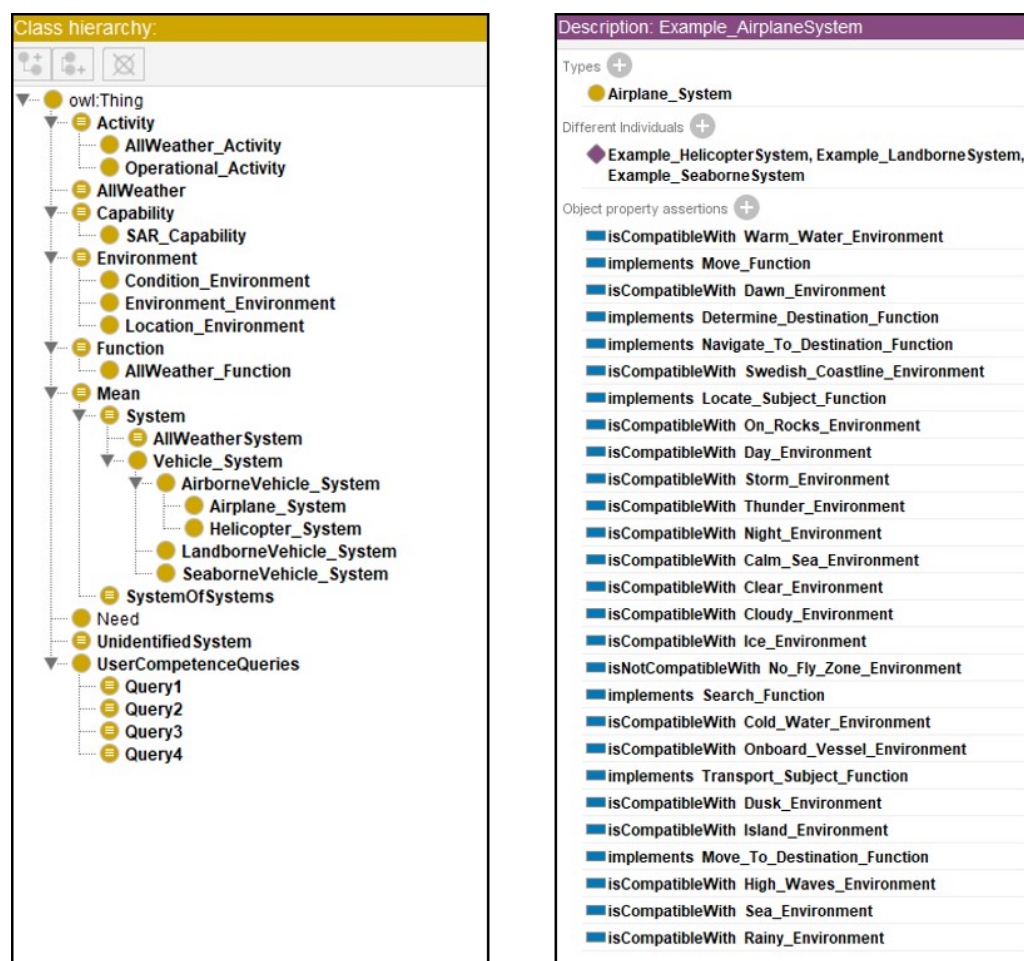 Class hierarchy:
owl:Thing
Activity
AllWeather_Activity
Operational_Activity
AllWeather
Capability
SAR_Capability
Environment
Condition_Environment
Environment_Environment
Location_Environment
Function
AllWeather_Function
Mean
System
AllWeatherSystem
Vehicle_System
AirborneVehicle_System
Airplane_System
Helicopter_System
LandborneVehicle_System
SeaborneVehicle_System
SystemOfSystems
Need
UnidentifiedSystem
UserCompetenceQueries
Query1
Query2
Query3
Query4
Description: Example_AirplaneSystem
Types
Airplane_System
Different Individuals
Example_HelicopterSystem, Example_LandborneSystem,
Example_SeaborneSystem
Object property assertions
isCompatibleWith Warm_Water_Environment
implements Move_Function
isCompatibleWith Dawn_Environment
implements Determine_Destination_Function
implements Navigate_To_Destination_Function
isCompatibleWith Swedish_Coastline_Environment
implements Locate_Subject_Function
isCompatibleWith On_Rocks_Environment
isCompatibleWith Day_Environment
isCompatibleWith Storm_Environment
isCompatibleWith Thunder_Environment
isCompatibleWith Night_Environment
isCompatibleWith Calm_Sea_Environment
isCompatibleWith Clear_Environment
isCompatibleWith Cloudy_Environment
isCompatibleWith Ice_Environment
isNotCompatibleWith No_Fly_Zone_Environment
implements Search_Function
isCompatibleWith Cold_Water_Environment
isCompatibleWith Onboard_Vessel_Environment
implements Transport_Subject_Function
isCompatibleWith Dusk_Environment
isCompatibleWith Island_Environment
implements Move_To_Destination_Function
isCompatibleWith High_Waves_Environment
isCompatibleWith Sea_Environment
isCompatibleWith Rainy_Environment